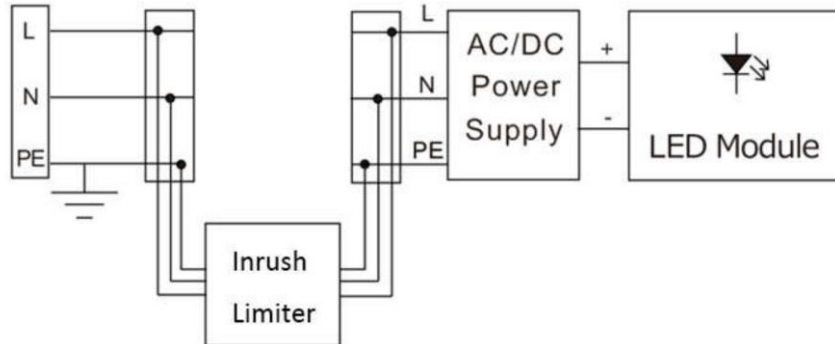 L
N
PE
L
N
PE
AC/DC
Power
Supply
+
-
LED Module
Inrush
Limiter